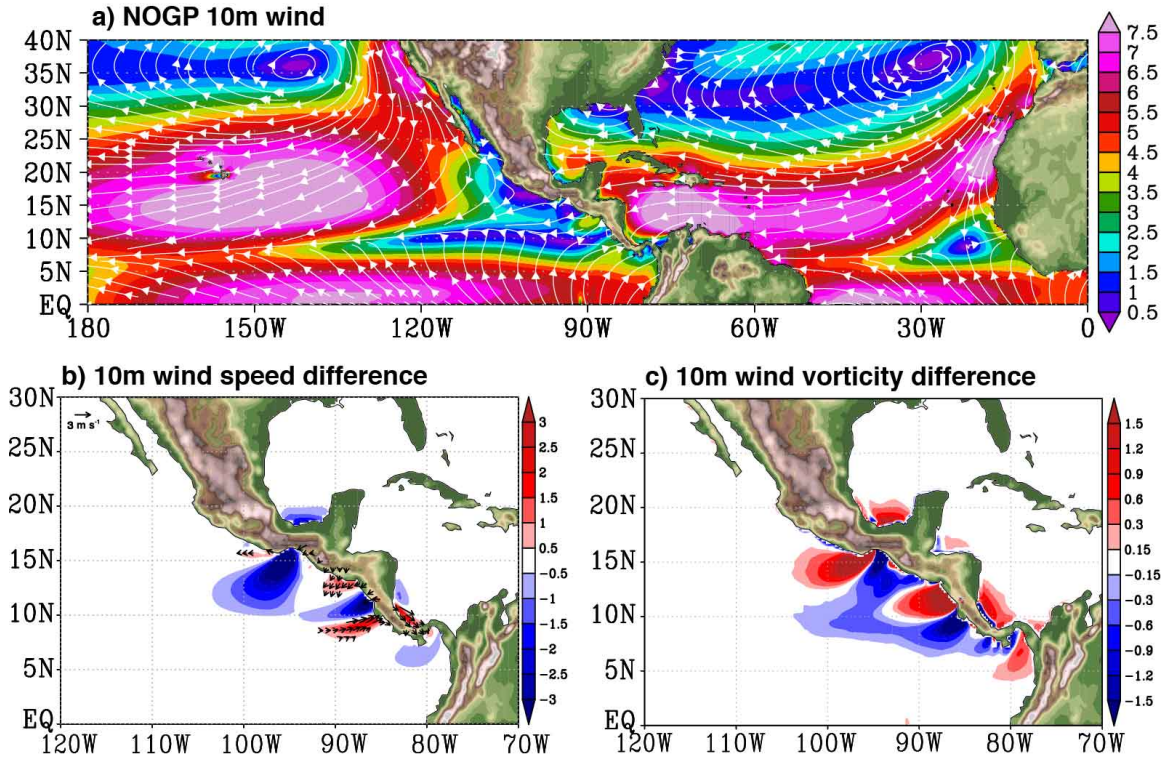 a) NOGP 10m wind
40N
35N
30N
25N
20N
15N
10N
5N
EQ
180 150W 120W 90W 60W 30W 0
7.5
7
6.5
6
5.5
5
4.5
4
3.5
3
2.5
2
1.5
1
0.5
b) 10m wind speed difference
30N
25N
20N
15N
10N
5N
EQ
120W 110W 100W 90W 80W 70W
3 m s⁻¹
3
2.5
2
1.5
1
0.5
−0.5
−1
−1.5
−2
−2.5
−3
c) 10m wind vorticity difference
30N
25N
20N
15N
10N
5N
EQ
120W 110W 100W 90W 80W 70W
1.5
1.2
0.9
0.6
0.3
0.15
−0.15
−0.3
−0.6
−0.9
−1.2
−1.5